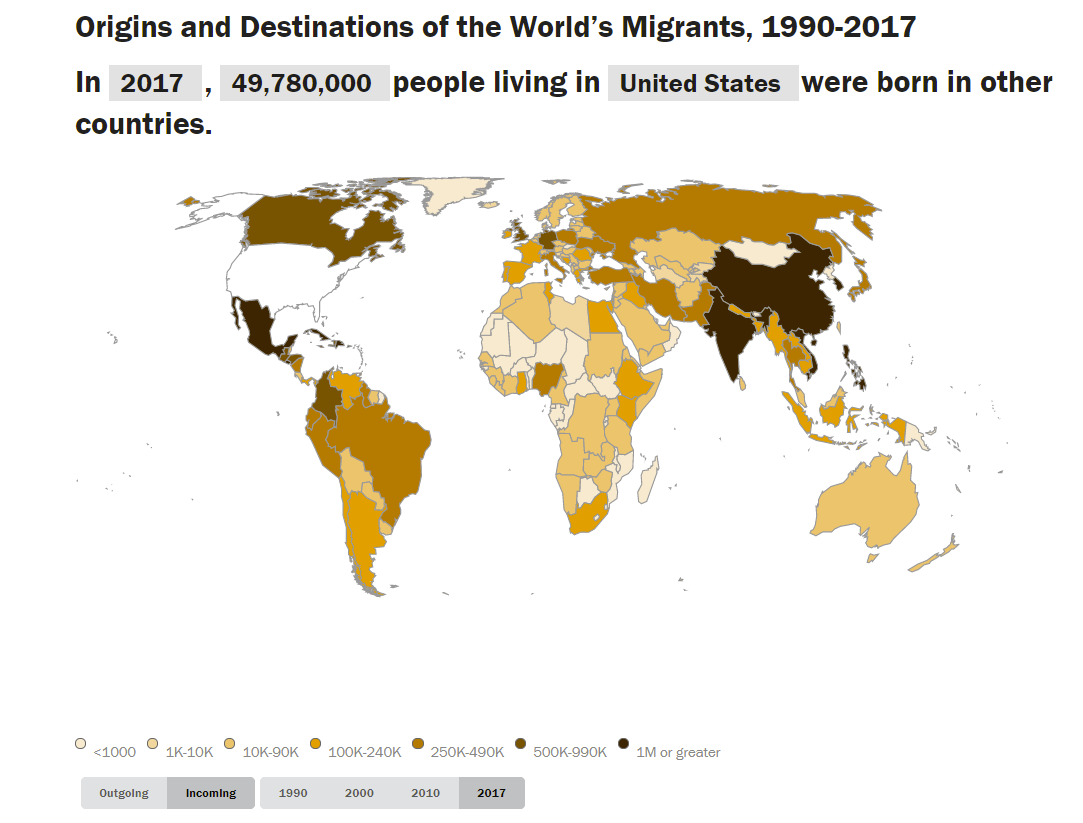 Origins and Destinations of the World’s Migrants, 1990-2017
In 2017 , 49,780,000 people living in United States were born in other
countries.
<1000 1K-10K 10K-90K 100K-240K 250K-490K 500K-990K 1M or greater
Outgoing Incoming 1990 2000 2010 2017